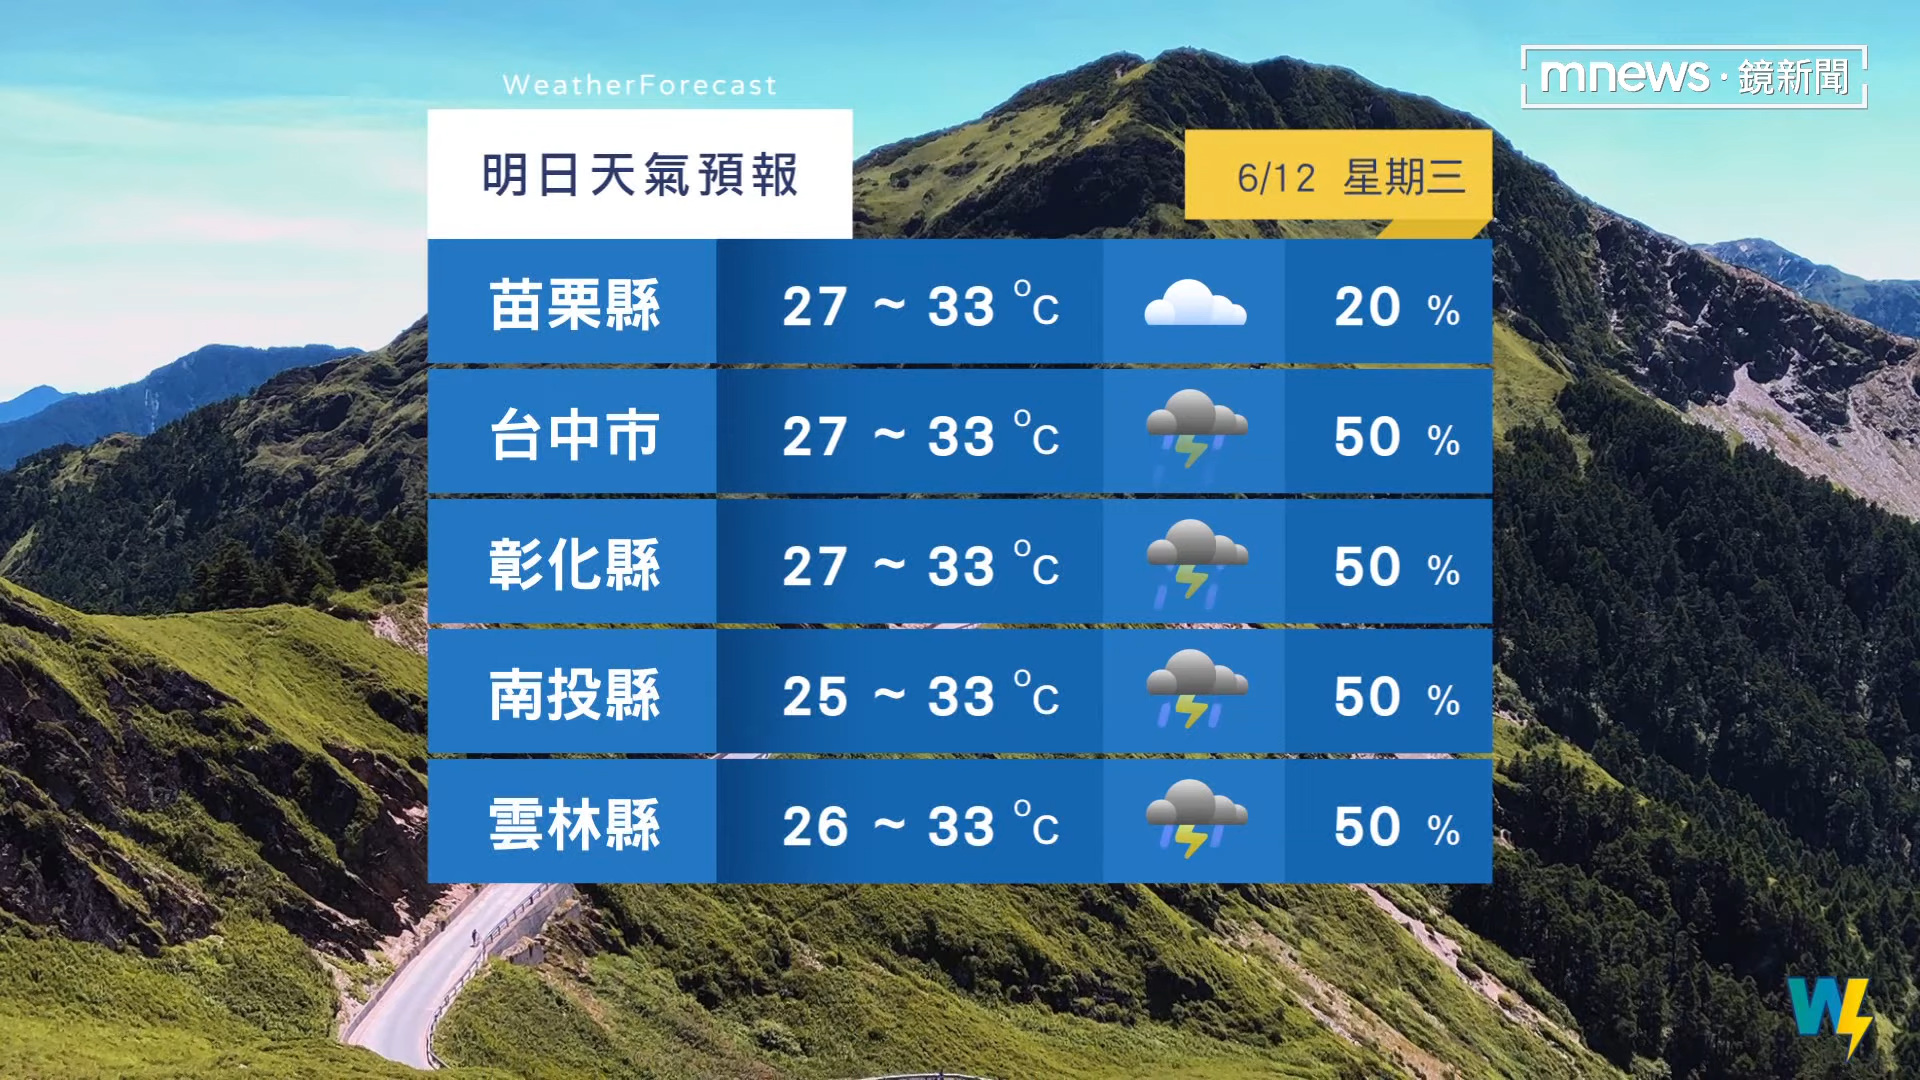 WeatherForecast
mnews · 鏡新聞
明日天氣預報
6/12 星期三
苗栗縣 27 ~ 33 °C 20 %
台中市 27 ~ 33 °C 50 %
彰化縣 27 ~ 33 °C 50 %
南投縣 25 ~ 33 °C 50 %
雲林縣 26 ~ 33 °C 50 %
W